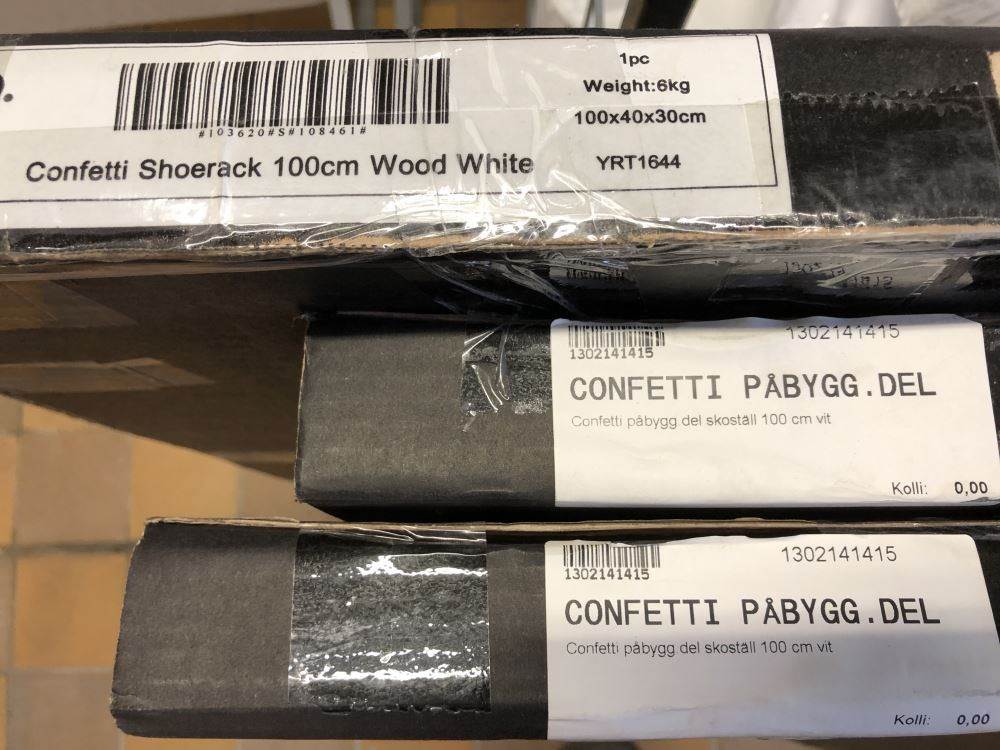 1pc
Weight:6kg
100x40x30cm
#103620#S#108461#
Confetti Shoerack 100cm Wood White
YRT1644
1302141415
1302141415
CONFETTI PÅBYGG.DEL
Confetti påbygg del skoställ 100 cm vit
Kolli: 0,00
1302141415
1302141415
CONFETTI PÅBYGG.DEL
Confetti påbygg del skoställ 100 cm vit
Kolli: 0,00